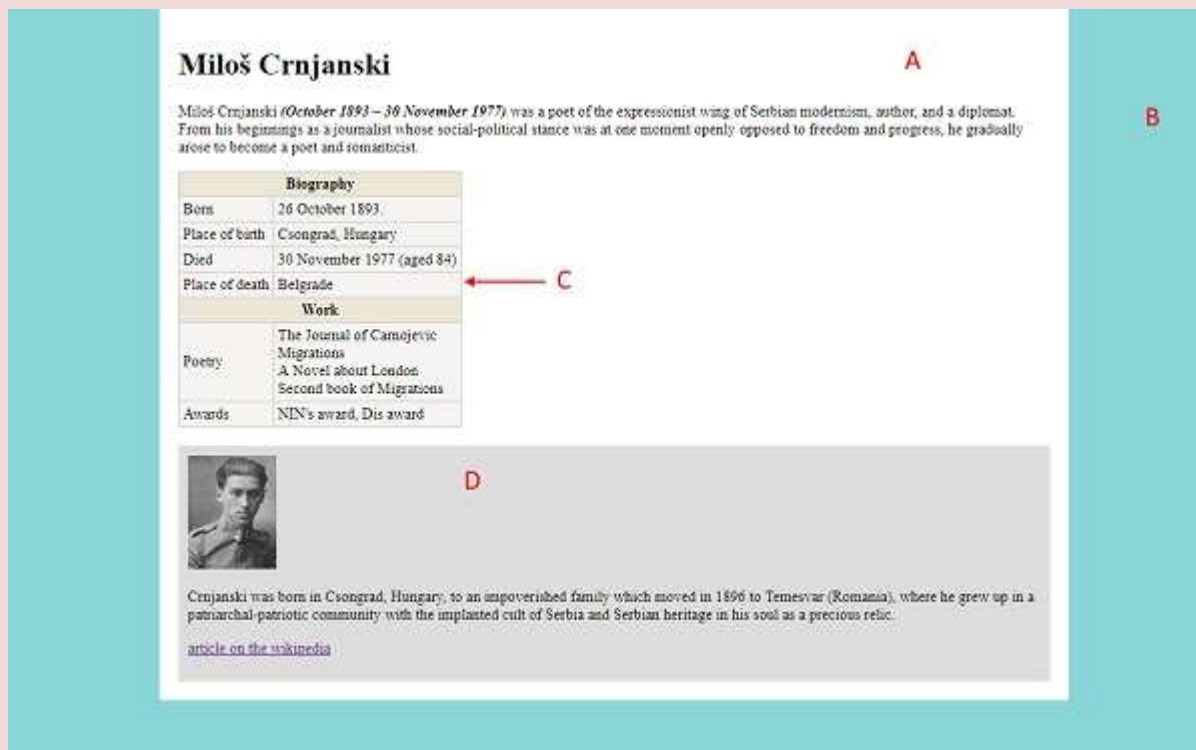 Miloš Crnjanski
A
Miloš Crnjanski (October 1893 – 30 November 1977) was a poet of the expressionist wing of Serbian modernism, author, and a diplomat.
B
From his beginnings as a journalist whose social-political stance was at one moment openly opposed to freedom and progress, he gradually
arose to become a poet and romanticist.
Biography
Born 26 October 1893.
Place of birth Csongrad, Hungary
Died 30 November 1977 (aged 84)
Place of death Belgrade
C
Work
Poetry
The Journal of Carnojevic
Migrations
A Novel about London
Second book of Migrations
Awards NIN's award, Dis award
D
Crnjanski was born in Csongrad, Hungary, to an impoverished family which moved in 1896 to Temesvar (Romania), where he grew up in a
patriarchal-patriotic community with the implanted cult of Serbia and Serbian heritage in his soul as a precious relic.
article on the wikipedia